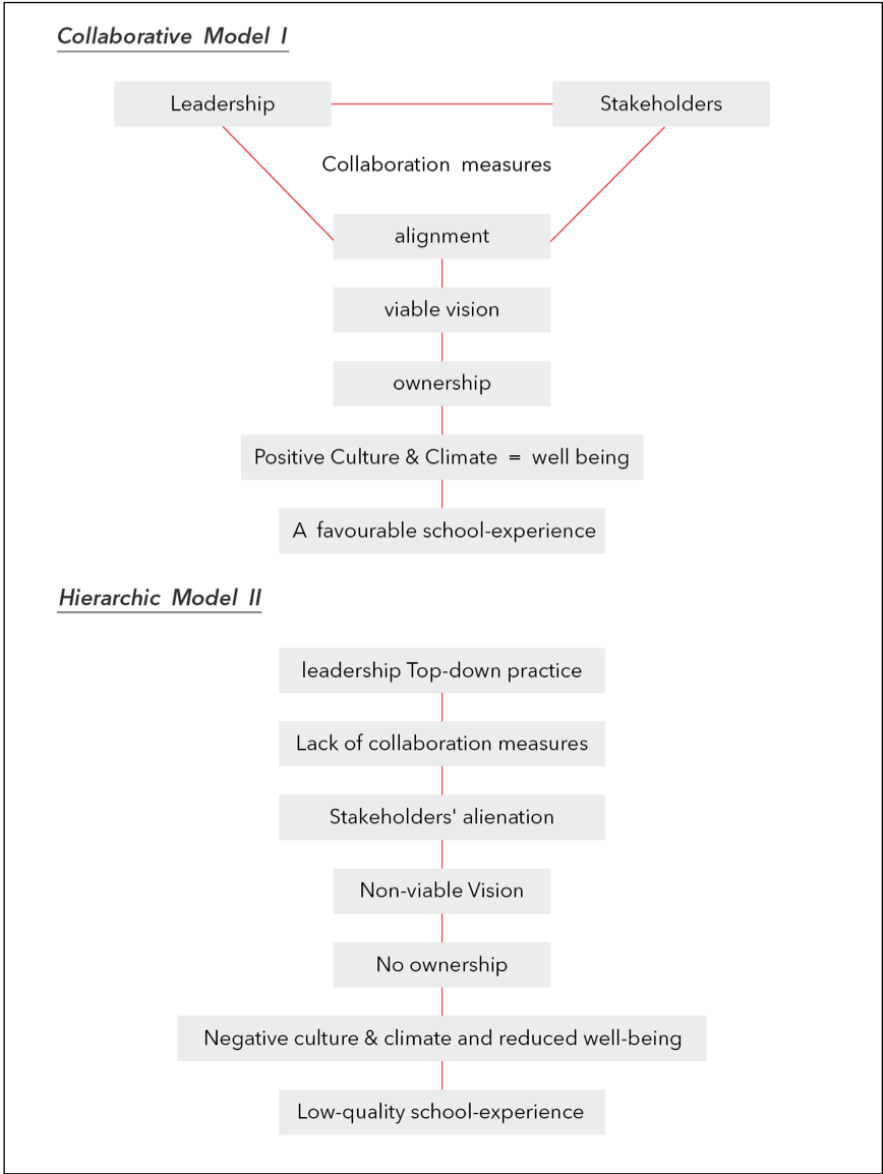 Collaborative Model I
Leadership
Stakeholders
Collaboration measures
alignment
viable vision
ownership
Positive Culture & Climate = well being
A favourable school-experience
Hierarchic Model II
leadership Top-down practice
Lack of collaboration measures
Stakeholders' alienation
Non-viable Vision
No ownership
Negative culture & climate and reduced well-being
Low-quality school-experience